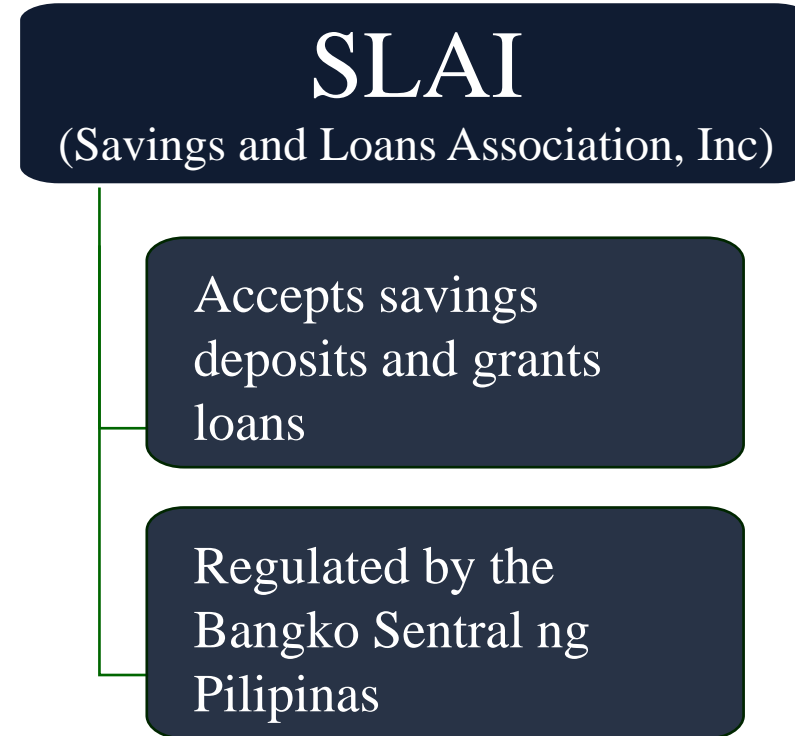 SLAI
(Savings and Loans Association, Inc)
Accepts savings
deposits and grants
loans
Regulated by the
Bangko Sentral ng
Pilipinas